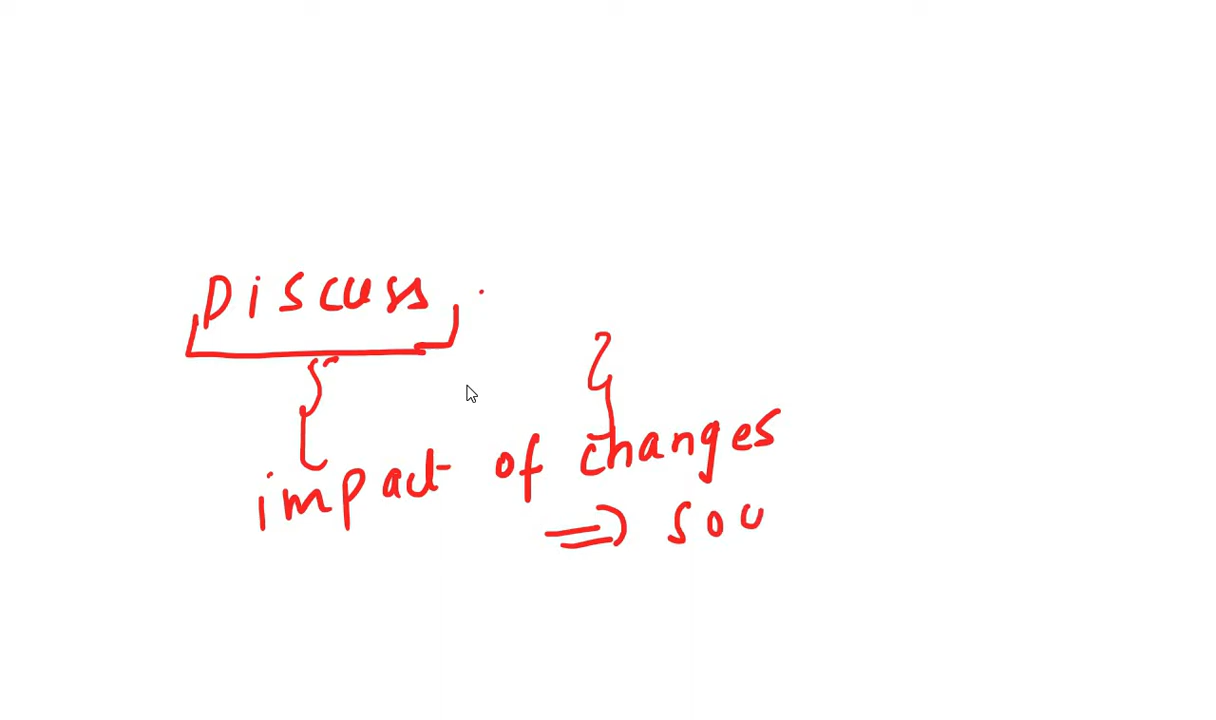 Discuss
impact of changes
⇒ sou